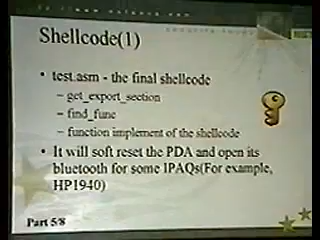 Shellcode(1)
• test.asm - the final shellcode
– get_export_section
– find_func
– function implement of the shellcode
• It will soft reset the PDA and open its
bluetooth for some IPAQs(For example,
HP1940)
Part 5/8